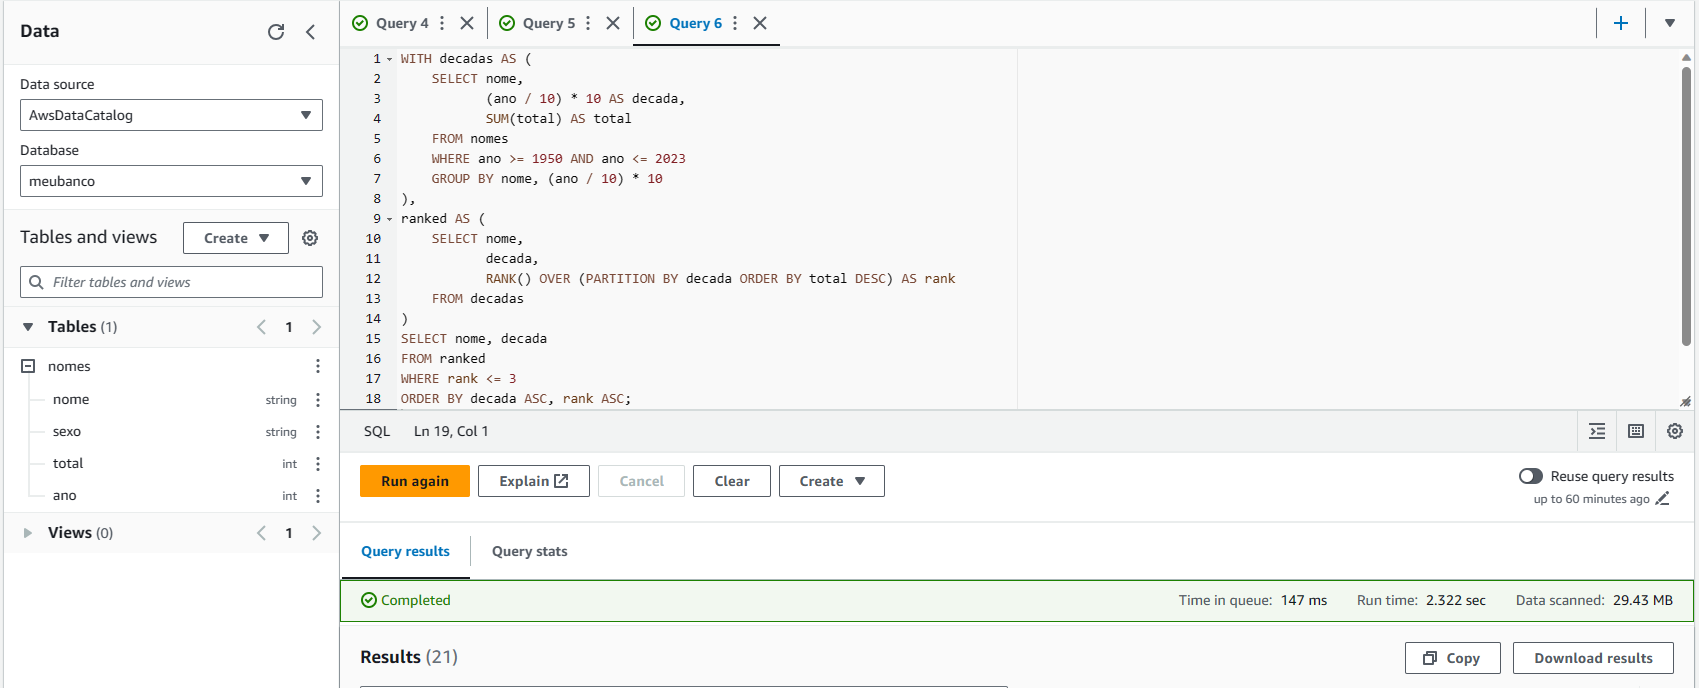 Data
Data source
AwsDataCatalog
Database
meubanco
Tables and views
Create
Filter tables and views
Tables (1)
1
nomes
nome string
sexo string
total int
ano int
Views (0)
1
Query 4
Query 5
Query 6
1 WITH decadas AS (
2 SELECT nome,
3 (ano / 10) * 10 AS decada,
4 SUM(total) AS total
5 FROM nomes
6 WHERE ano >= 1950 AND ano <= 2023
7 GROUP BY nome, (ano / 10) * 10
8 ),
9 ranked AS (
10 SELECT nome,
11 decada,
12 RANK() OVER (PARTITION BY decada ORDER BY total DESC) AS rank
13 FROM decadas
14 )
15 SELECT nome, decada
16 FROM ranked
17 WHERE rank <= 3
18 ORDER BY decada ASC, rank ASC;
SQL Ln 19, Col 1
Run again Explain Cancel Clear Create
Reuse query results
up to 60 minutes ago
Query results Query stats
Completed Time in queue: 147 ms Run time: 2.322 sec Data scanned: 29.43 MB
Results (21) Copy Download results